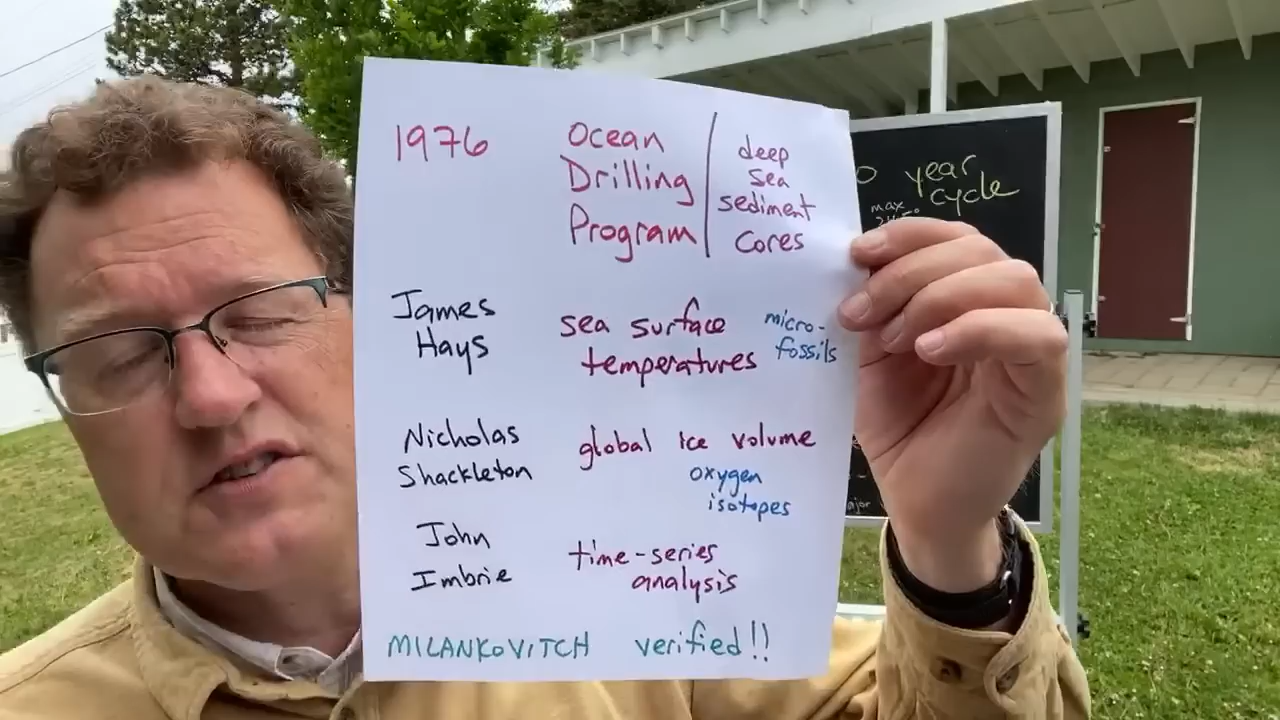 1976
Ocean
Drilling
Program
deep
sea
sediment
cores
James
Hays
sea surface
temperatures
micro-
fossils
Nicholas
Shackleton
global ice volume
oxygen
isotopes
John
Imbrie
time-series
analysis
MILANKOVITCH verified!!
year
cycle
max